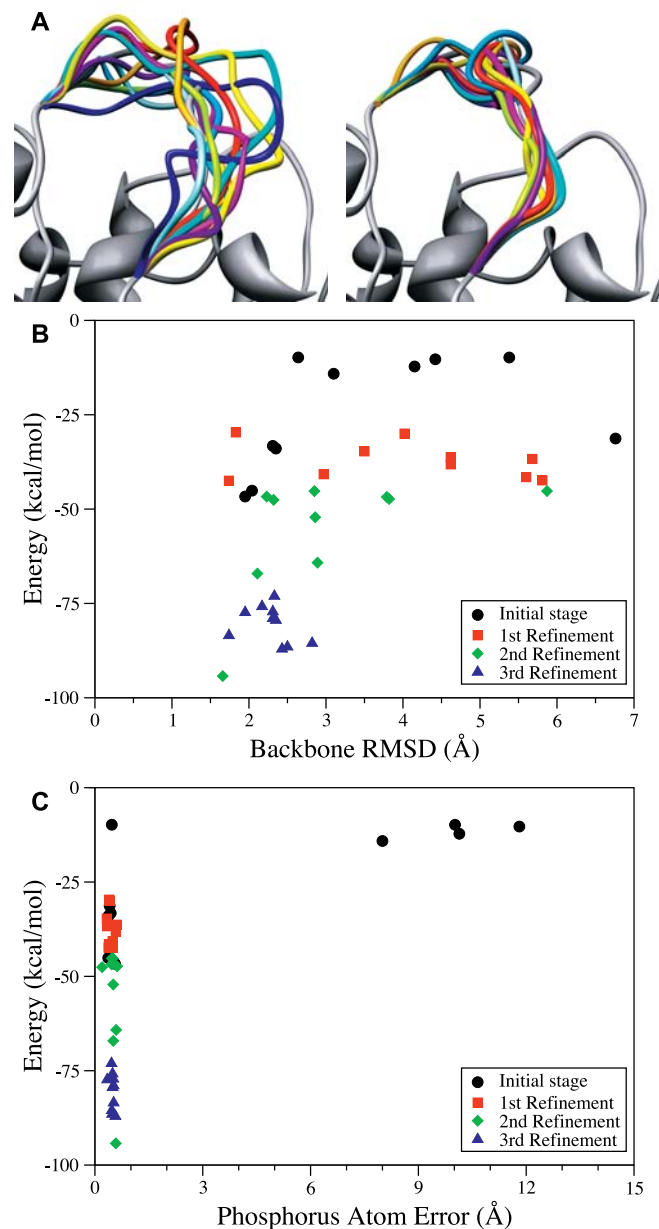 A
B
0
-25
-50
-75
-100
Energy (kcal/mol)
Initial stage
1st Refinement
2nd Refinement
3rd Refinement
0 1 2 3 4 5 6 7
Backbone RMSD (Å)
C
0
-25
-50
-75
-100
Energy (kcal/mol)
Initial stage
1st Refinement
2nd Refinement
3rd Refinement
0 3 6 9 12 15
Phosphorus Atom Error (Å)